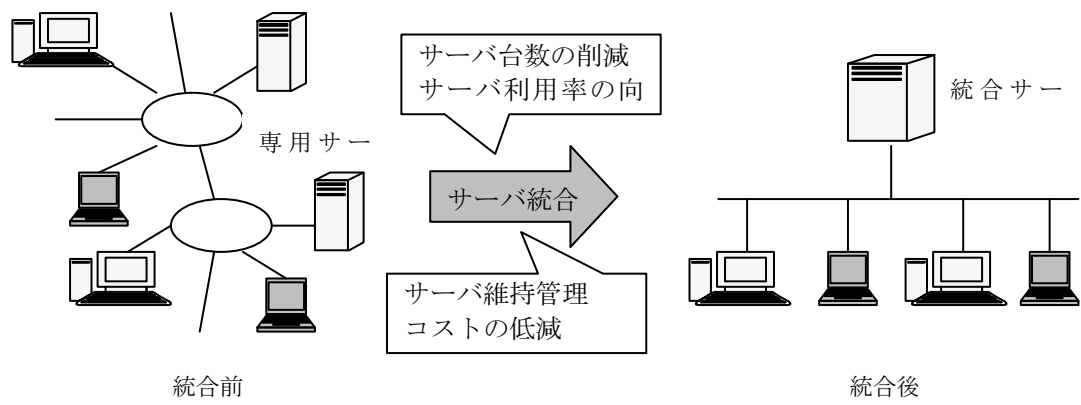 サーバ台数の削減
サーバ利用率の向
専用サー
統合サー
サーバ統合
サーバ維持管理
コストの低減
統合前
統合後